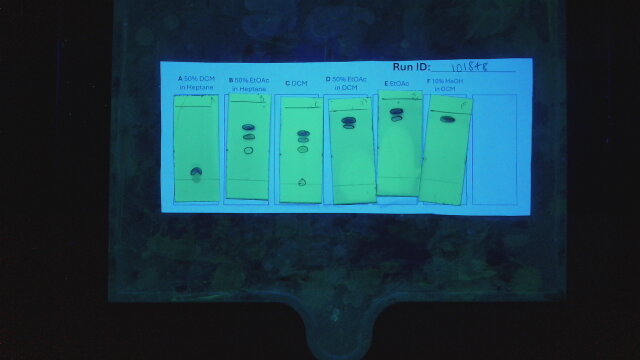 Run ID: 101848
A 50% DCM in Heptane
B 50% EtOAc in Heptane
C DCM
D 50% EtOAc in DCM
E EtOAc
F 10% MeOH in DCM